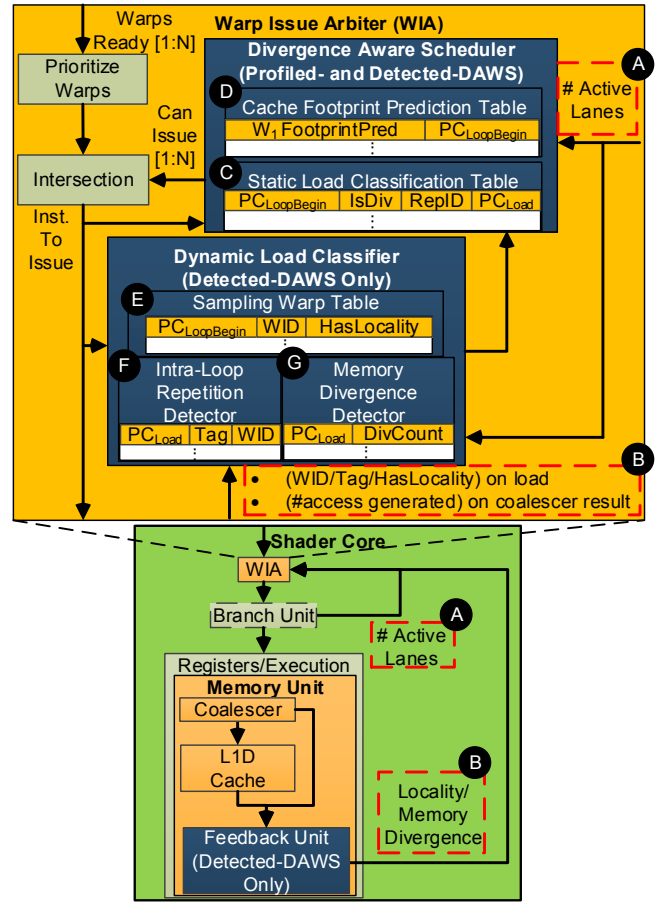 Warps
Ready [1:N]
Warp Issue Arbiter (WIA)
Prioritize
Warps
Can
Issue
[1:N]
Intersection
Inst.
To
Issue
Divergence Aware Scheduler
(Profiled- and Detected-DAWS)
A
# Active
Lanes
D
Cache Footprint Prediction Table
W1 FootprintPred PCLoopBegin
⋮
C
Static Load Classification Table
PCLoopBegin IsDiv RepID PCLoad
⋮
Dynamic Load Classifier
(Detected-DAWS Only)
E
Sampling Warp Table
PCLoopBegin WID HasLocality
⋮
F
Intra-Loop
Repetition
Detector
PCLoad Tag WID
⋮
G
Memory
Divergence
Detector
PCLoad DivCount
⋮
B
• (WID/Tag/HasLocality) on load
• (#access generated) on coalescer result
Shader Core
WIA
Branch Unit
A
# Active
Lanes
Registers/Execution
Memory Unit
Coalescer
L1D
Cache
B
Locality/
Memory
Divergence
Feedback Unit
(Detected-DAWS
Only)